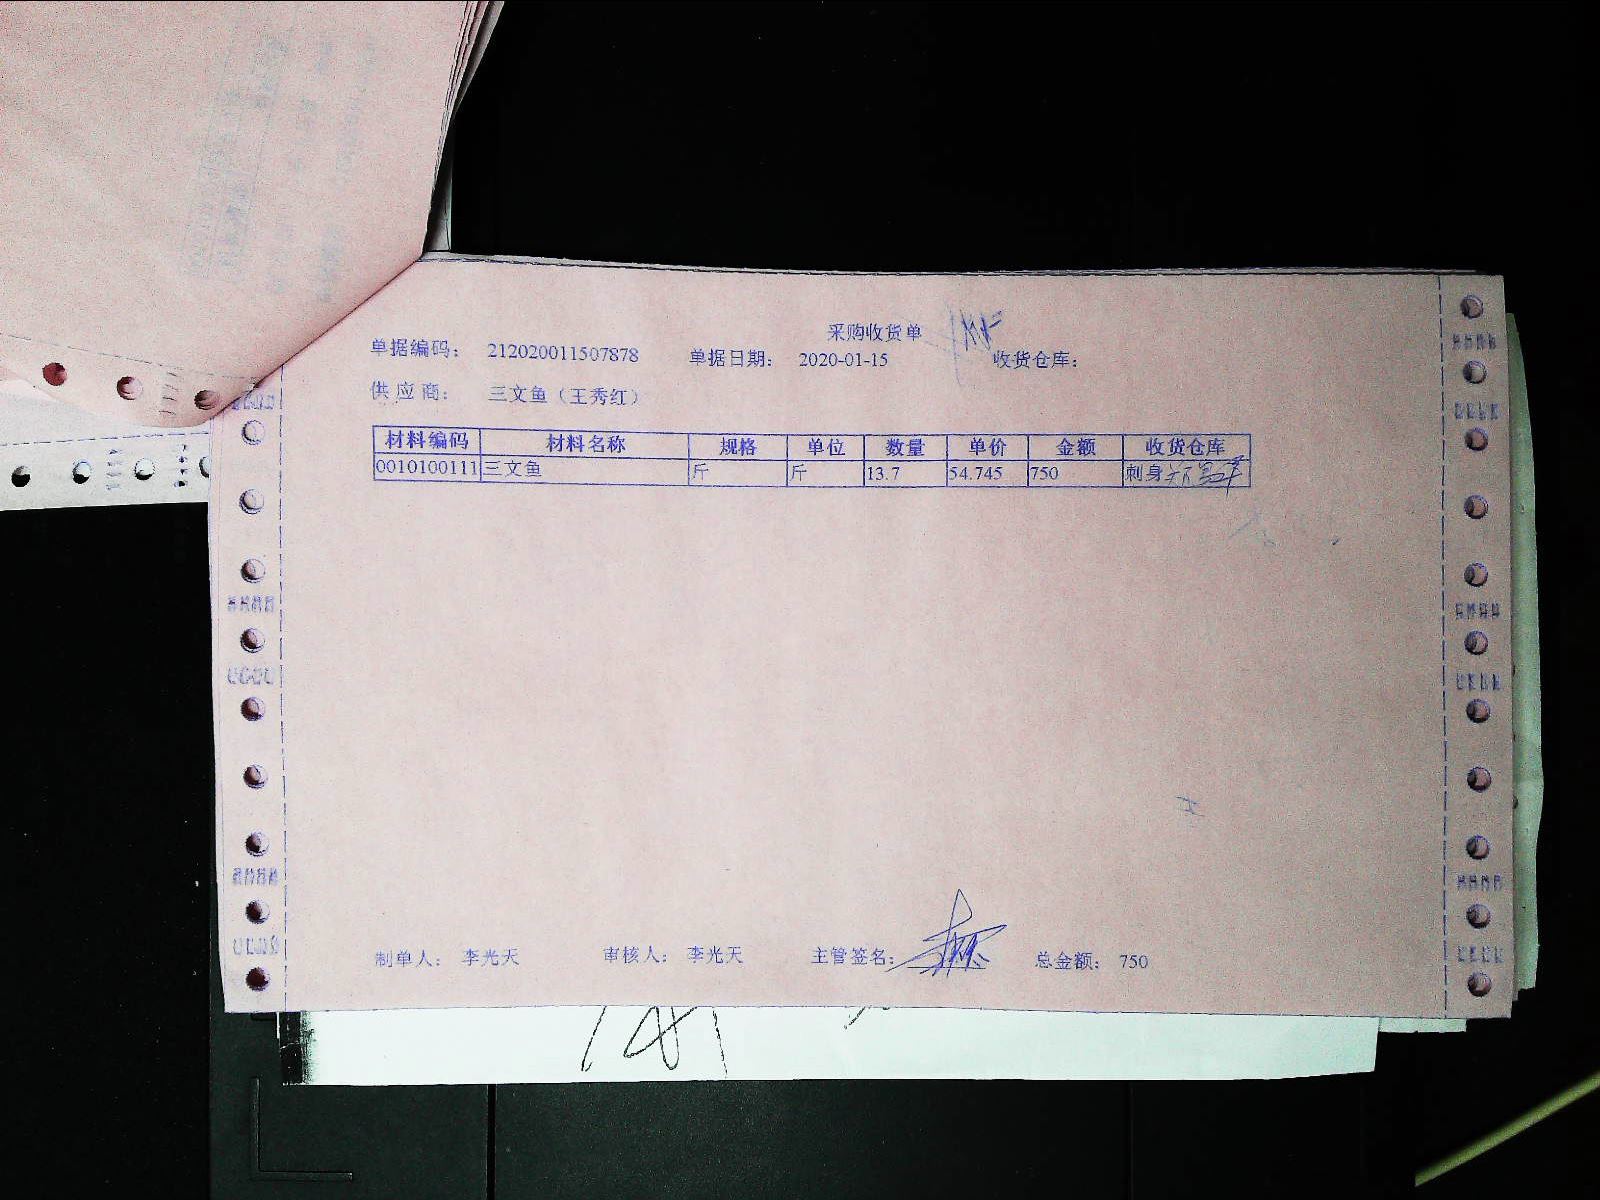 采购收货单
单据编码： 212020011507878 单据日期： 2020-01-15 收货仓库：
供应商： 三文鱼（王秀红）
材料编码 材料名称 规格 单位 数量 单价 金额 收货仓库
0010100111 三文鱼 斤 斤 13.7 54.745 750 刺身
制单人： 李光天 审核人： 李光天 主管签名： 总金额： 750